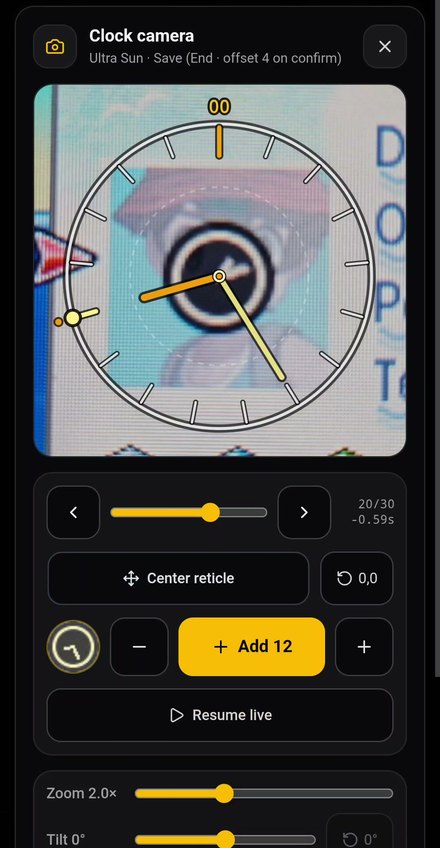 Clock camera
Ultra Sun · Save (End · offset 4 on confirm)
00
D
O
P
Te
20/30
-0.59s
Center reticle
0,0
Add 12
Resume live
Zoom 2.0×
Tilt 0°
0°